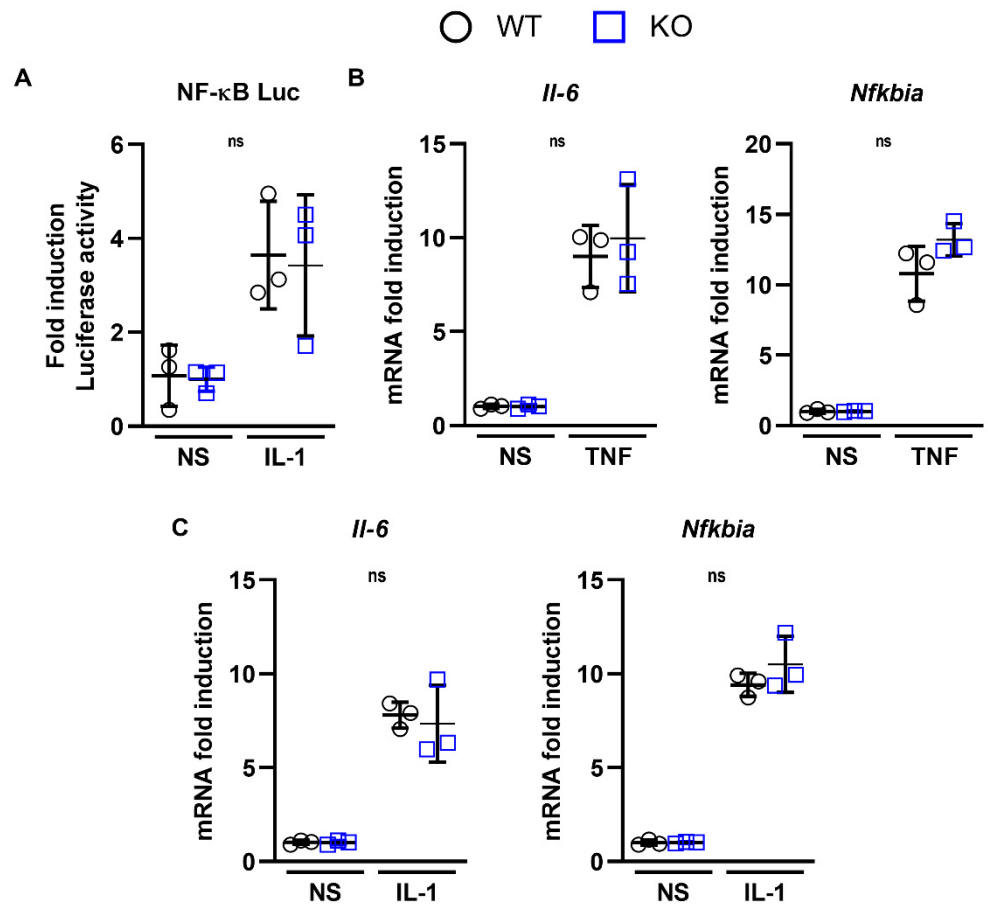 WT KO
A
NF-κB Luc
ns
Fold induction
Luciferase activity
6
4
2
0
NS IL-1
B
Il-6
ns
mRNA fold induction
15
10
5
0
NS TNF
Nfkbia
ns
mRNA fold induction
20
15
10
5
0
NS TNF
C
Il-6
ns
mRNA fold induction
15
10
5
0
NS IL-1
Nfkbia
ns
mRNA fold induction
15
10
5
0
NS IL-1